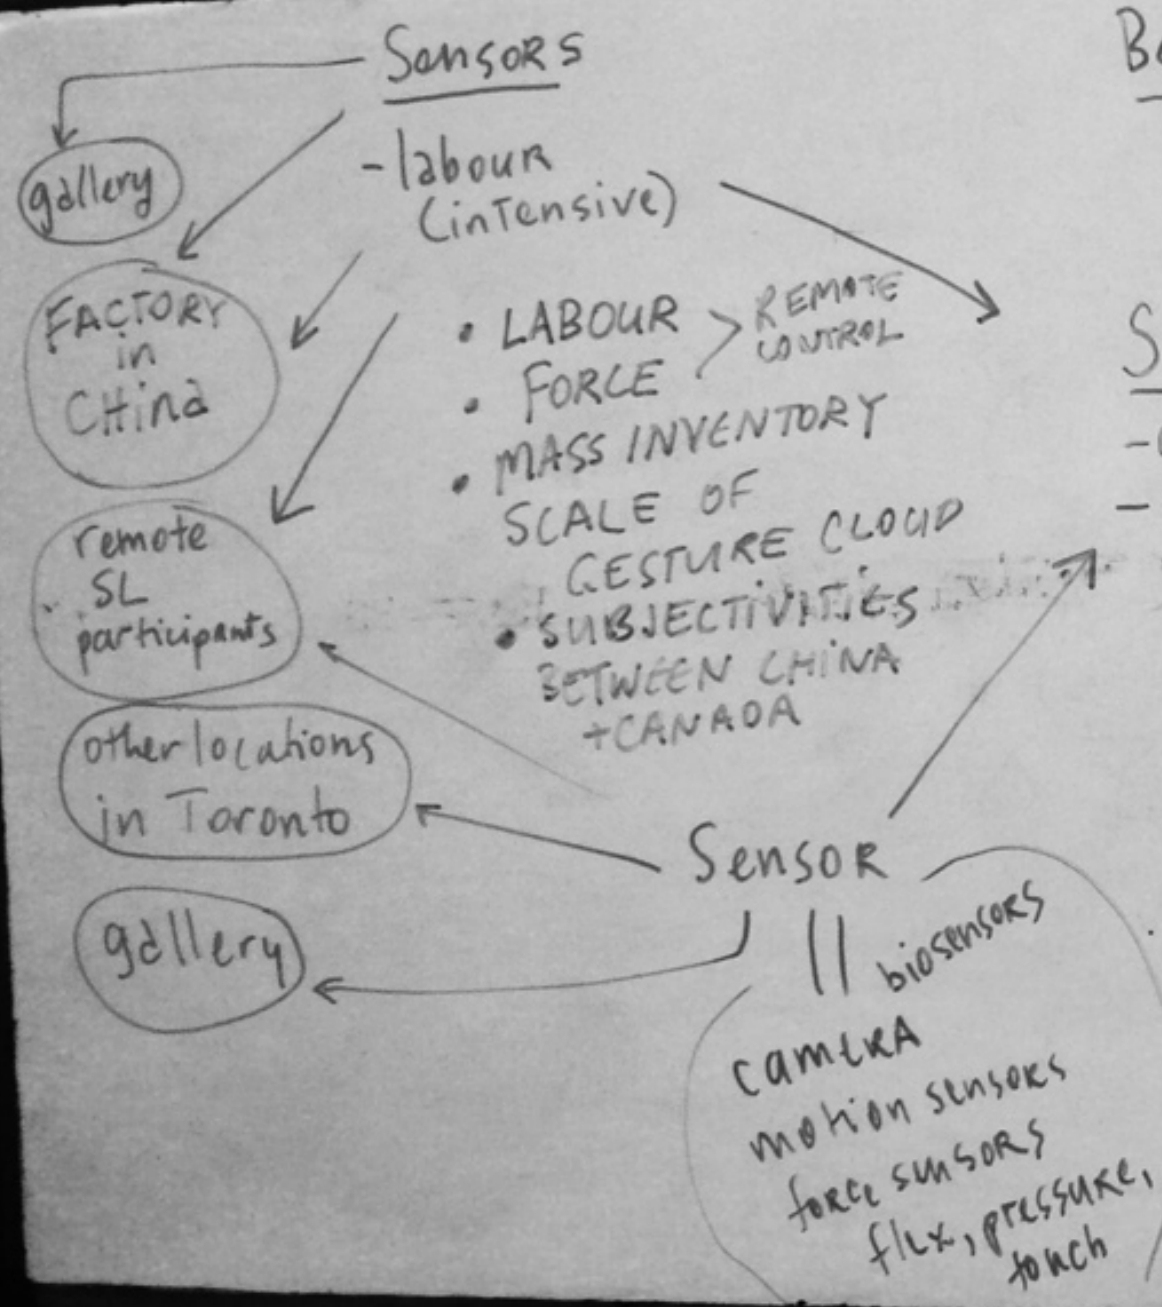 Sensors
-labour
(intensive)
gallery
FACTORY
in
China
remote
SL
participants
other locations
in Toronto
gallery
• LABOUR
• FORCE
> REMOTE
CONTROL
• MASS INVENTORY
SCALE OF
GESTURE CLOUD
• SUBJECTIVITIES
BETWEEN CHINA
+CANADA
Sensor
||
biosensors
camera
motion sensors
force sensors
flex, pressure,
touch